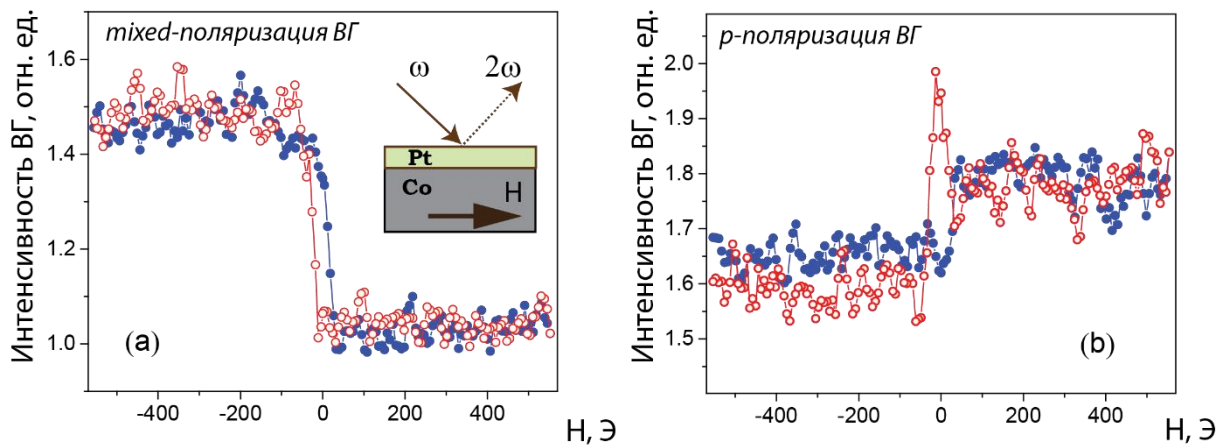 mixed-поляризация ВГ
Интенсивность ВГ, отн. ед.
1.6
1.4
1.2
1.0
ω
2ω
Pt
Co
H
(a)
-400 -200 0 200 400
H, Э
p-поляризация ВГ
Интенсивность ВГ, отн. ед.
2.0
1.9
1.8
1.7
1.6
1.5
(b)
-400 -200 0 200 400
H, Э